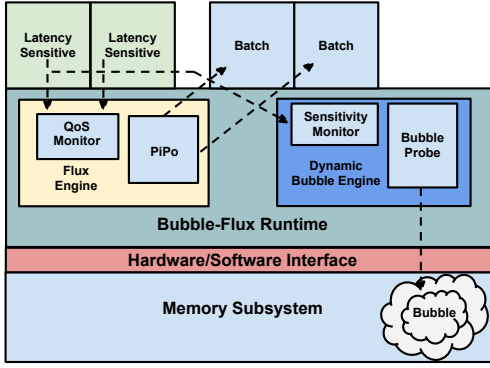 Latency
Sensitive
Latency
Sensitive
Batch
Batch
QoS
Monitor
PiPo
Flux
Engine
Sensitivity
Monitor
Bubble
Probe
Dynamic
Bubble Engine
Bubble-Flux Runtime
Hardware/Software Interface
Memory Subsystem
Bubble